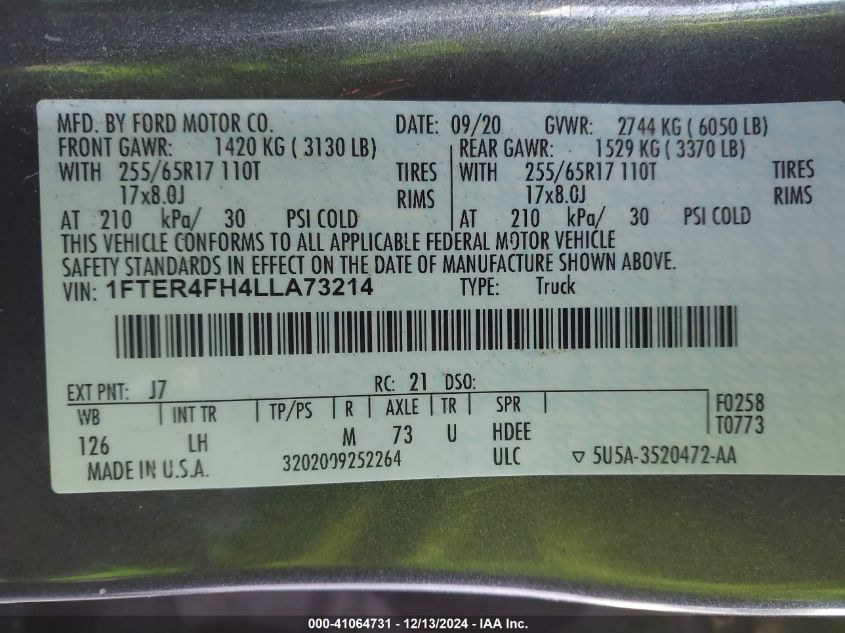 MFD. BY FORD MOTOR CO. DATE: 09/20 GVWR: 2744 KG ( 6050 LB)
FRONT GAWR: 1420 KG ( 3130 LB) REAR GAWR: 1529 KG ( 3370 LB)
WITH 255/65R17 110T TIRES WITH 255/65R17 110T TIRES
17x8.0J RIMS 17x8.0J RIMS
AT 210 kPa/ 30 PSI COLD AT 210 kPa/ 30 PSI COLD
THIS VEHICLE CONFORMS TO ALL APPLICABLE FEDERAL MOTOR VEHICLE
SAFETY STANDARDS IN EFFECT ON THE DATE OF MANUFACTURE SHOWN ABOVE.
VIN: 1FTER4FH4LLA73214 TYPE: Truck
EXT PNT: J7 RC: 21 DSO:
WB INT TR TP/PS R AXLE TR SPR F0258
126 LH M 73 U HDEE T0773
MADE IN U.S.A. 3202009252264 ULC ▽ 5U5A-3520472-AA
000-41064731 - 12/13/2024 - IAA Inc.